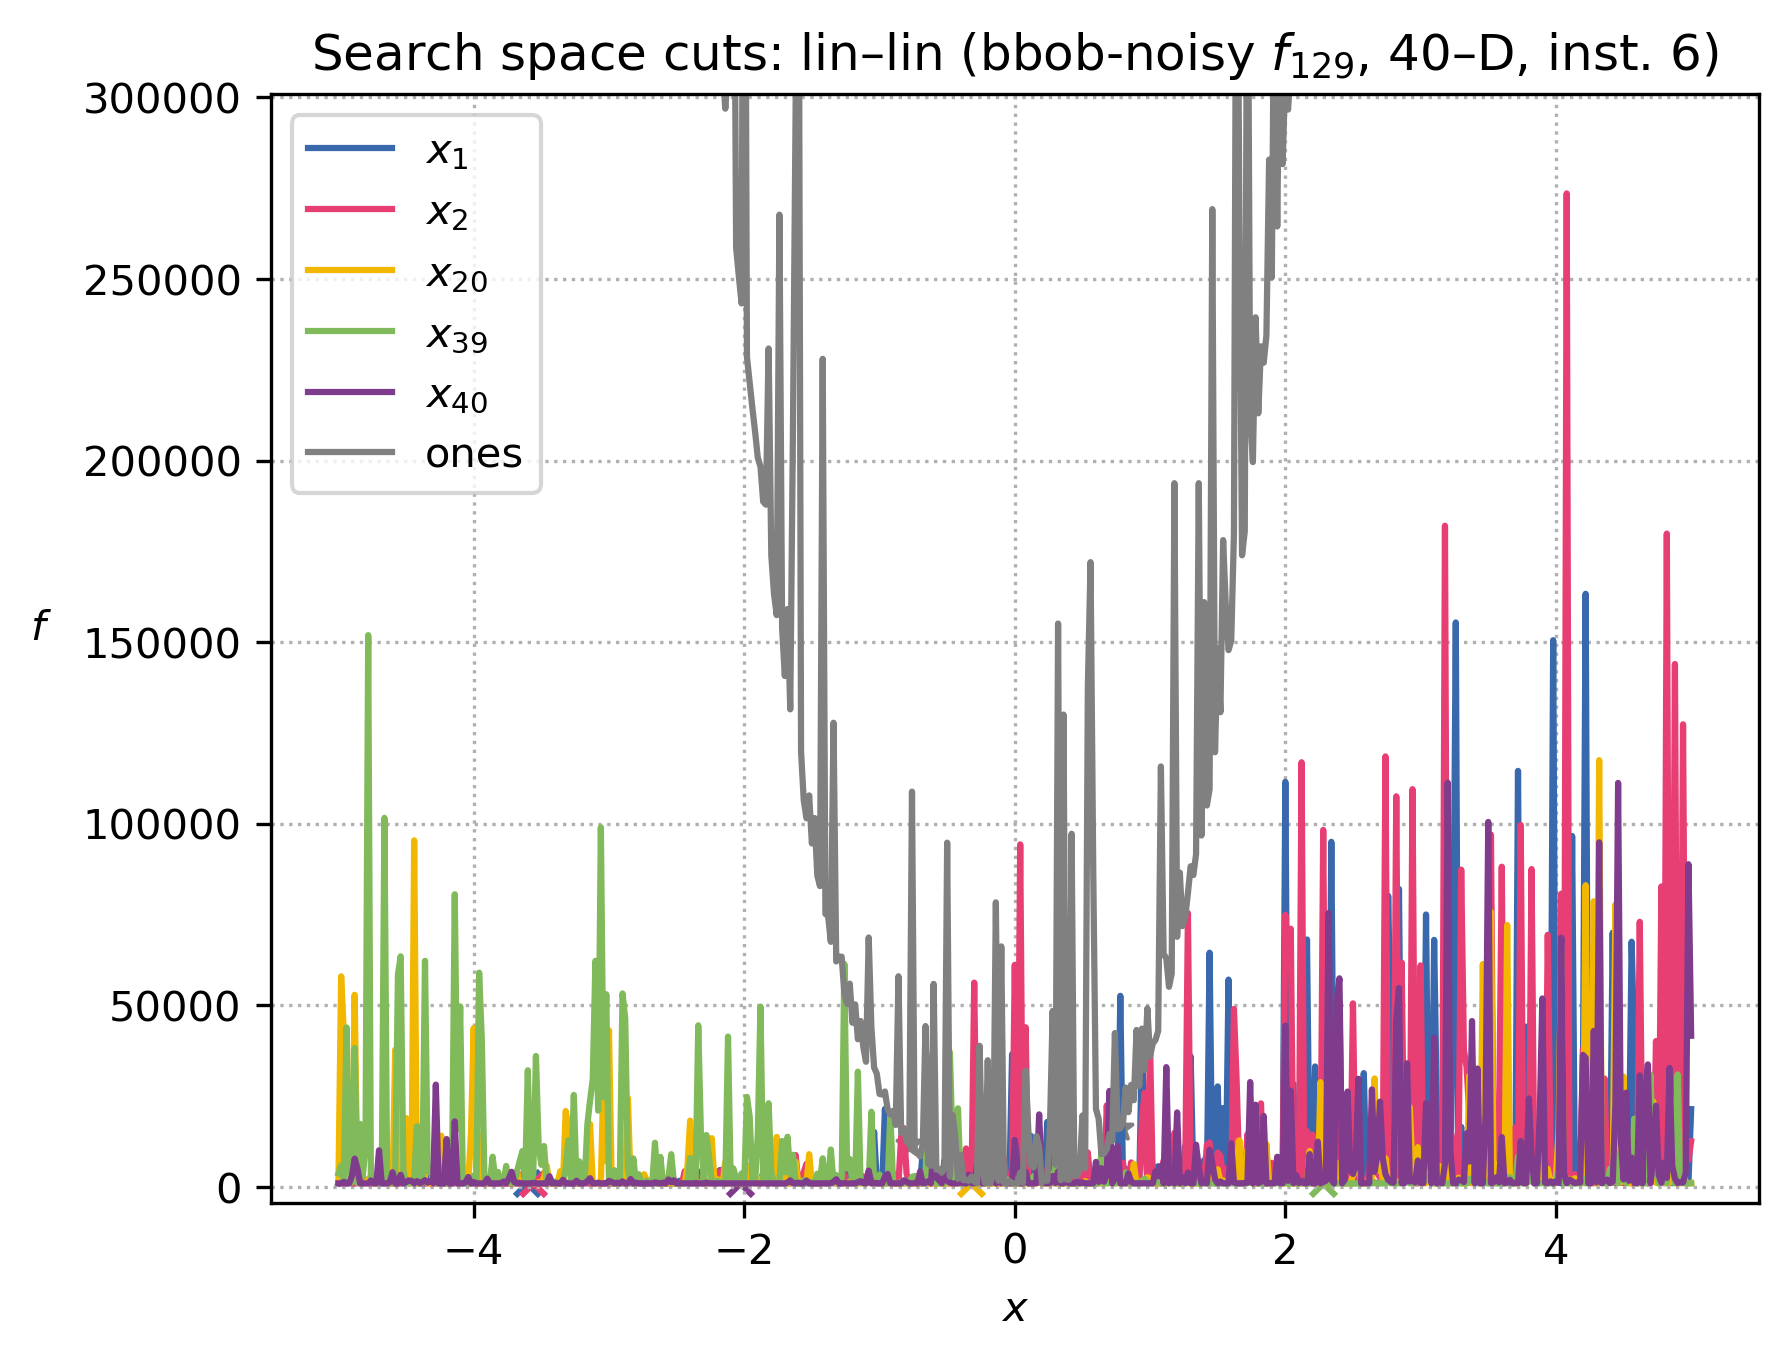 Search space cuts: lin–lin (bbob-noisy f₁₂₉, 40–D, inst. 6)
300000
250000
200000
150000
100000
50000
0
f
x₁
x₂
x₂₀
x₃₉
x₄₀
ones
−4 −2 0 2 4
x